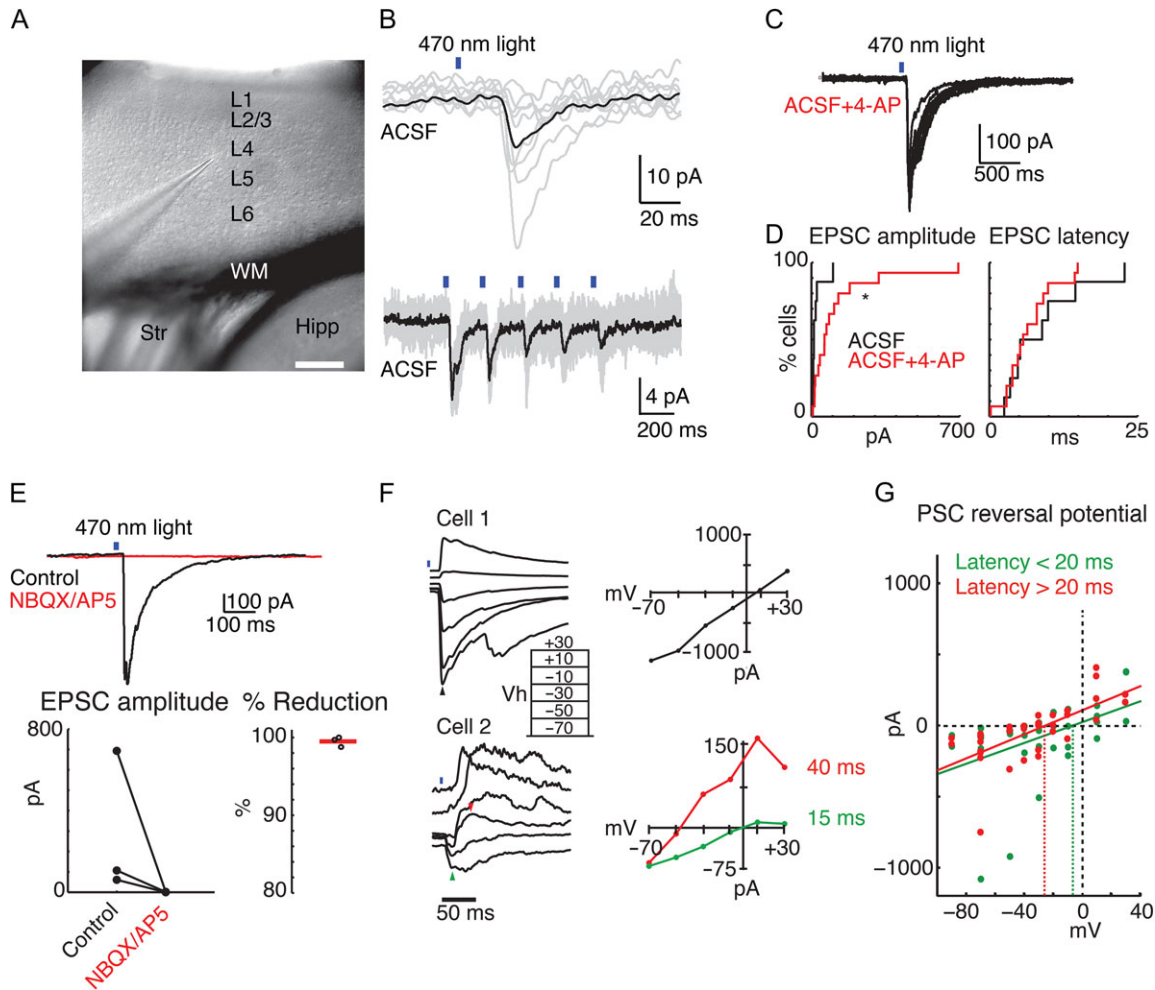 A
L1
L2/3
L4
L5
L6
WM
Str
Hipp
B
470 nm light
ACSF
10 pA
20 ms
ACSF
4 pA
200 ms
C
470 nm light
ACSF+4-AP
100 pA
500 ms
D
EPSC amplitude
EPSC latency
100
% cells
0
ACSF
ACSF+4-AP
*
0
700
pA
0
25
ms
E
470 nm light
Control
NBQX/AP5
100 pA
100 ms
EPSC amplitude
% Reduction
800
pA
0
Control
NBQX/AP5
100
90
80
%
F
Cell 1
1000
mV
−70
+30
−1000
pA
Vh
+30
+10
−10
−30
−50
−70
Cell 2
50 ms
150
40 ms
15 ms
mV
−70
+30
−75
pA
G
PSC reversal potential
Latency < 20 ms
Latency > 20 ms
1000
0
−1000
pA
−80
−40
0
40
mV